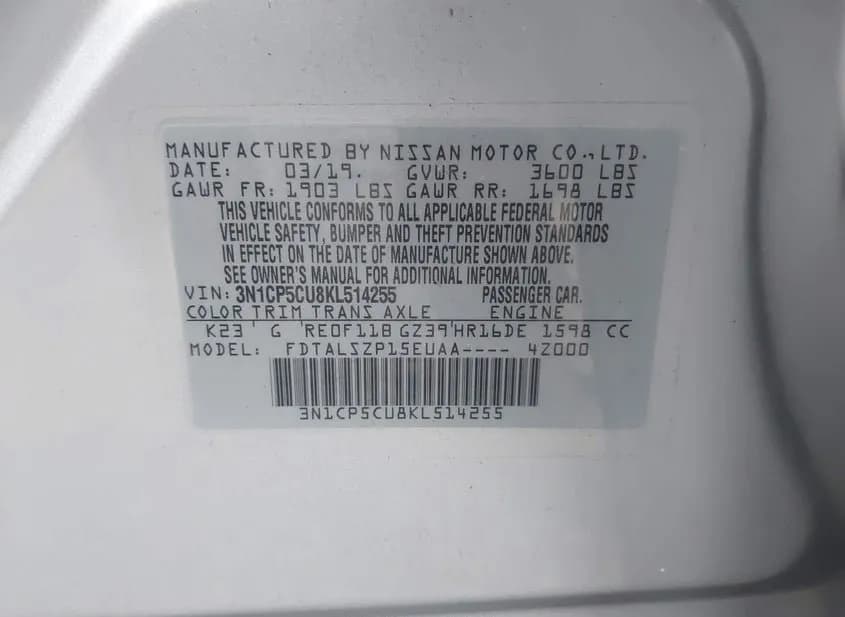 MANUFACTURED BY NISSAN MOTOR CO.,LTD.
DATE: 03/19. GVWR: 3600 LBS
GAWR FR: 1903 LBS GAWR RR: 1698 LBS
THIS VEHICLE CONFORMS TO ALL APPLICABLE FEDERAL MOTOR
VEHICLE SAFETY, BUMPER AND THEFT PREVENTION STANDARDS
IN EFFECT ON THE DATE OF MANUFACTURE SHOWN ABOVE.
SEE OWNER'S MANUAL FOR ADDITIONAL INFORMATION.
VIN: 3N1CP5CU8KL514255 PASSENGER CAR.
COLOR TRIM TRANS AXLE ENGINE
K23 G RE0F11B GZ39 HR16DE 1598 CC
MODEL: FDTALSZP15EUAA---- 4Z000
3N1CP5CU8KL514255